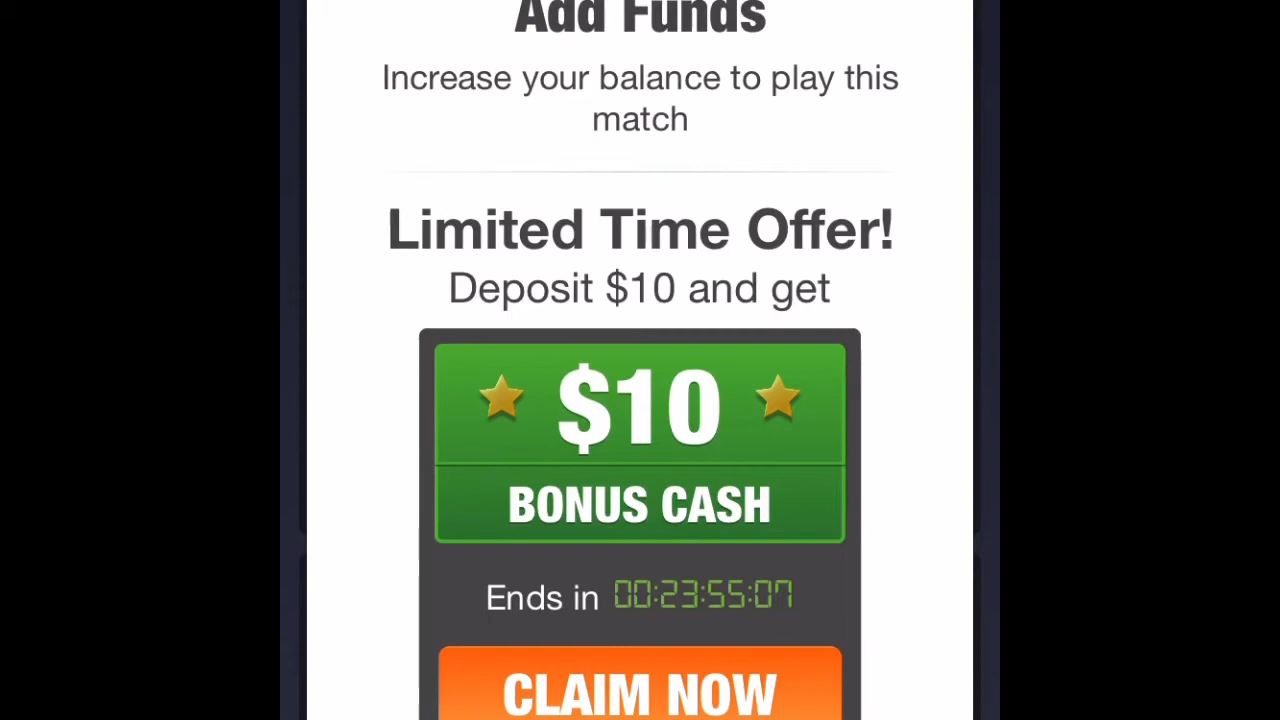 Add Funds
Increase your balance to play this
match
Limited Time Offer!
Deposit $10 and get
$10
BONUS CASH
Ends in 00:23:55:07
CLAIM NOW